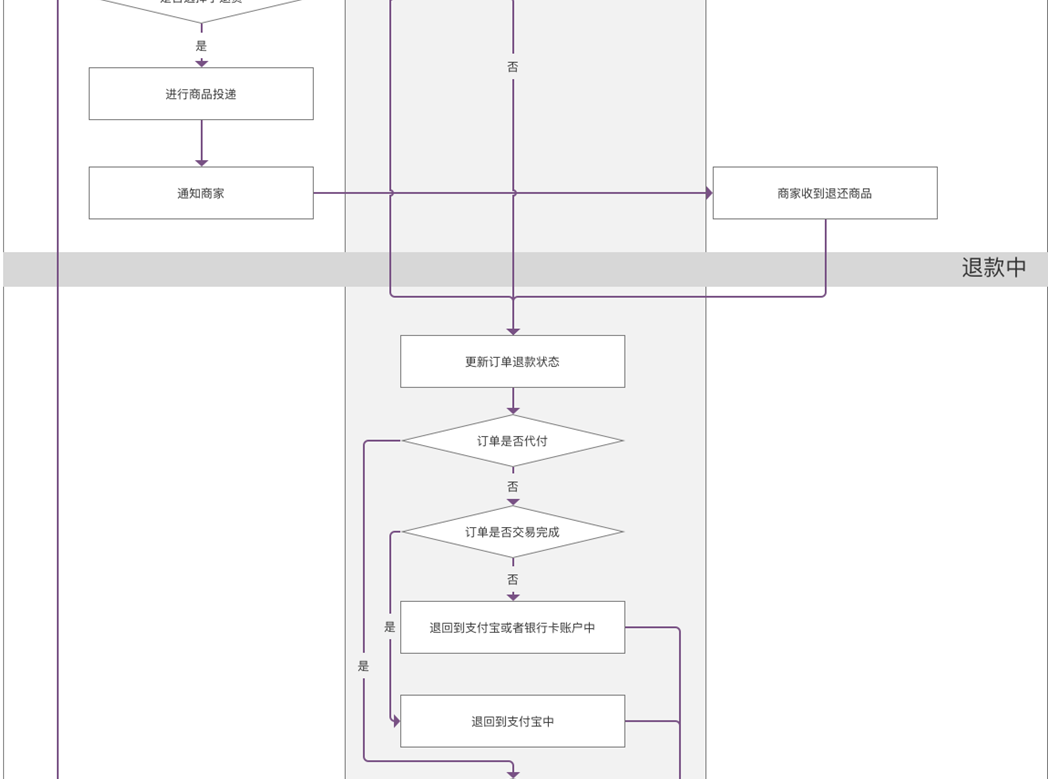 是
否
进行商品投递
通知商家
商家收到退还商品
退款中
更新订单退款状态
订单是否代付
否
订单是否交易完成
否
退回到支付宝或者银行卡账户中
是
是
退回到支付宝中